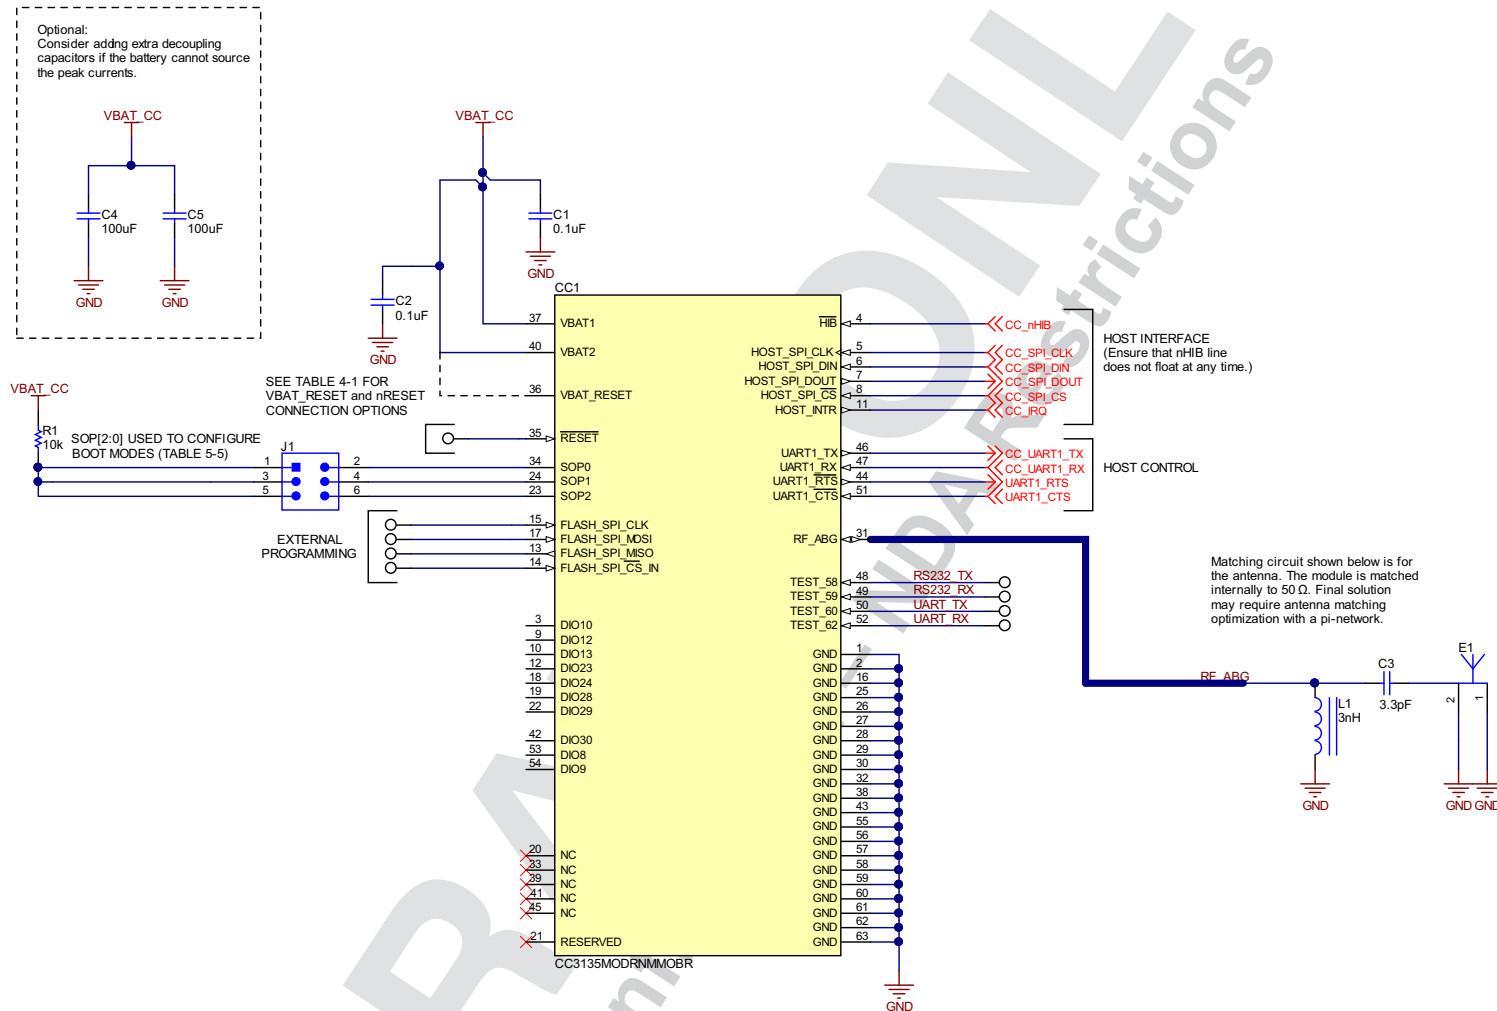 Optional:
Consider adding extra decoupling
capacitors if the battery cannot source
the peak currents.
VBAT_CC
C4
100uF
C5
100uF
GND
GND
VBAT_CC
C1
0.1uF
GND
C2
0.1uF
GND
VBAT_CC
R1
10k
SEE TABLE 4-1 FOR
VBAT_RESET and nRESET
CONNECTION OPTIONS
SOP[2:0] USED TO CONFIGURE
BOOT MODES (TABLE 5-5)
J1
1 2
3 4
5 6
EXTERNAL
PROGRAMMING
CC1
37 VBAT1
40 VBAT2
36 VBAT_RESET
35 RESET
34 SOP0
24 SOP1
23 SOP2
15 FLASH_SPI_CLK
17 FLASH_SPI_MOSI
13 FLASH_SPI_MISO
14 FLASH_SPI_CS_IN
3 DIO10
9 DIO12
10 DIO13
12 DIO23
18 DIO24
19 DIO28
22 DIO29
42 DIO30
53 DIO8
54 DIO9
20 NC
33 NC
39 NC
41 NC
45 NC
21 RESERVED
CC3135MODRNMMOBR
HIB 4 CC_nHIB
HOST_SPI_CLK 5 CC_SPI_CLK
HOST_SPI_DIN 6 CC_SPI_DIN
HOST_SPI_DOUT 7 CC_SPI_DOUT
HOST_SPI_CS 8 CC_SPI_CS
HOST_INTR 11 CC_IRQ
HOST INTERFACE
(Ensure that nHIB line
does not float at any time.)
UART1_TX 46 CC_UART1_TX
UART1_RX 47 CC_UART1_RX
UART1_RTS 44 UART1_RTS
UART1_CTS 51 UART1_CTS
HOST CONTROL
RF_ABG 31
TEST_58 48 RS232_TX
TEST_59 49 RS232_RX
TEST_60 50 UART_TX
TEST_62 52 UART_RX
GND 1
GND 2
GND 16
GND 25
GND 26
GND 27
GND 28
GND 29
GND 30
GND 32
GND 38
GND 43
GND 55
GND 56
GND 57
GND 58
GND 59
GND 60
GND 61
GND 62
GND 63
GND
Matching circuit shown below is for
the antenna. The module is matched
internally to 50 Ω. Final solution
may require antenna matching
optimization with a pi-network.
RF_ABG
L1
3nH
GND
C3
3.3pF
E1
2 1
GND GND
NDA Restrictions